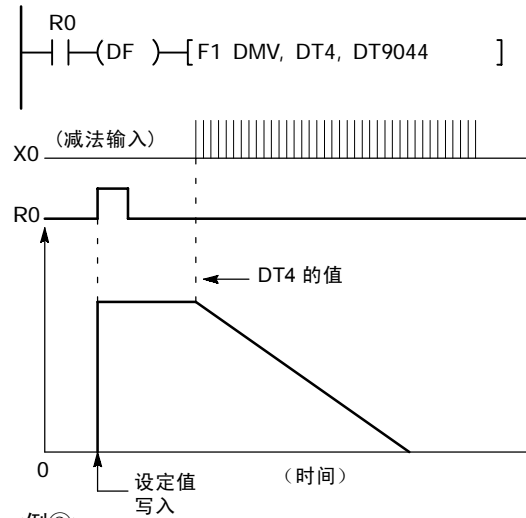 R0
(DF )[F1 DMV, DT4, DT9044 ]
(减法输入)
X0
R0
DT4 的值
0
设定值
写入
(时间)